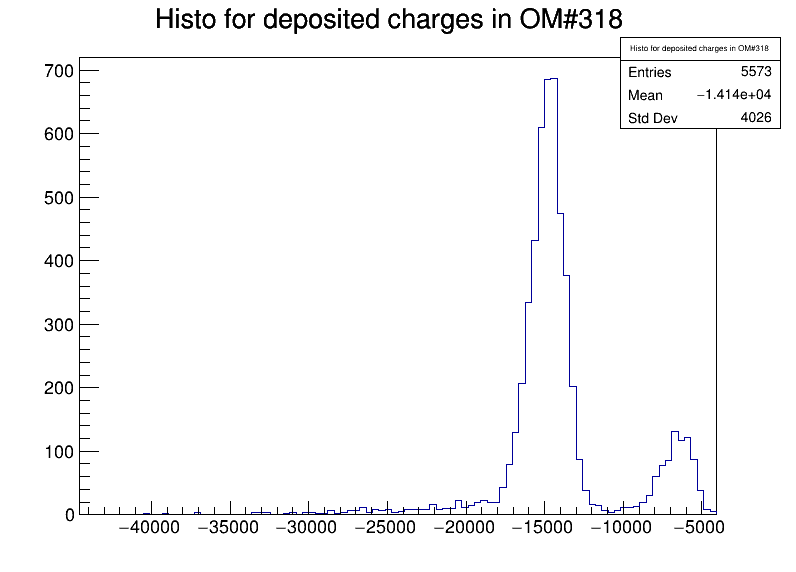 Histo for deposited charges in OM#318
Histo for deposited charges in OM#318
Entries 5573
Mean −1.414e+04
Std Dev 4026
700
600
500
400
300
200
100
0
−40000 −35000 −30000 −25000 −20000 −15000 −10000 −5000